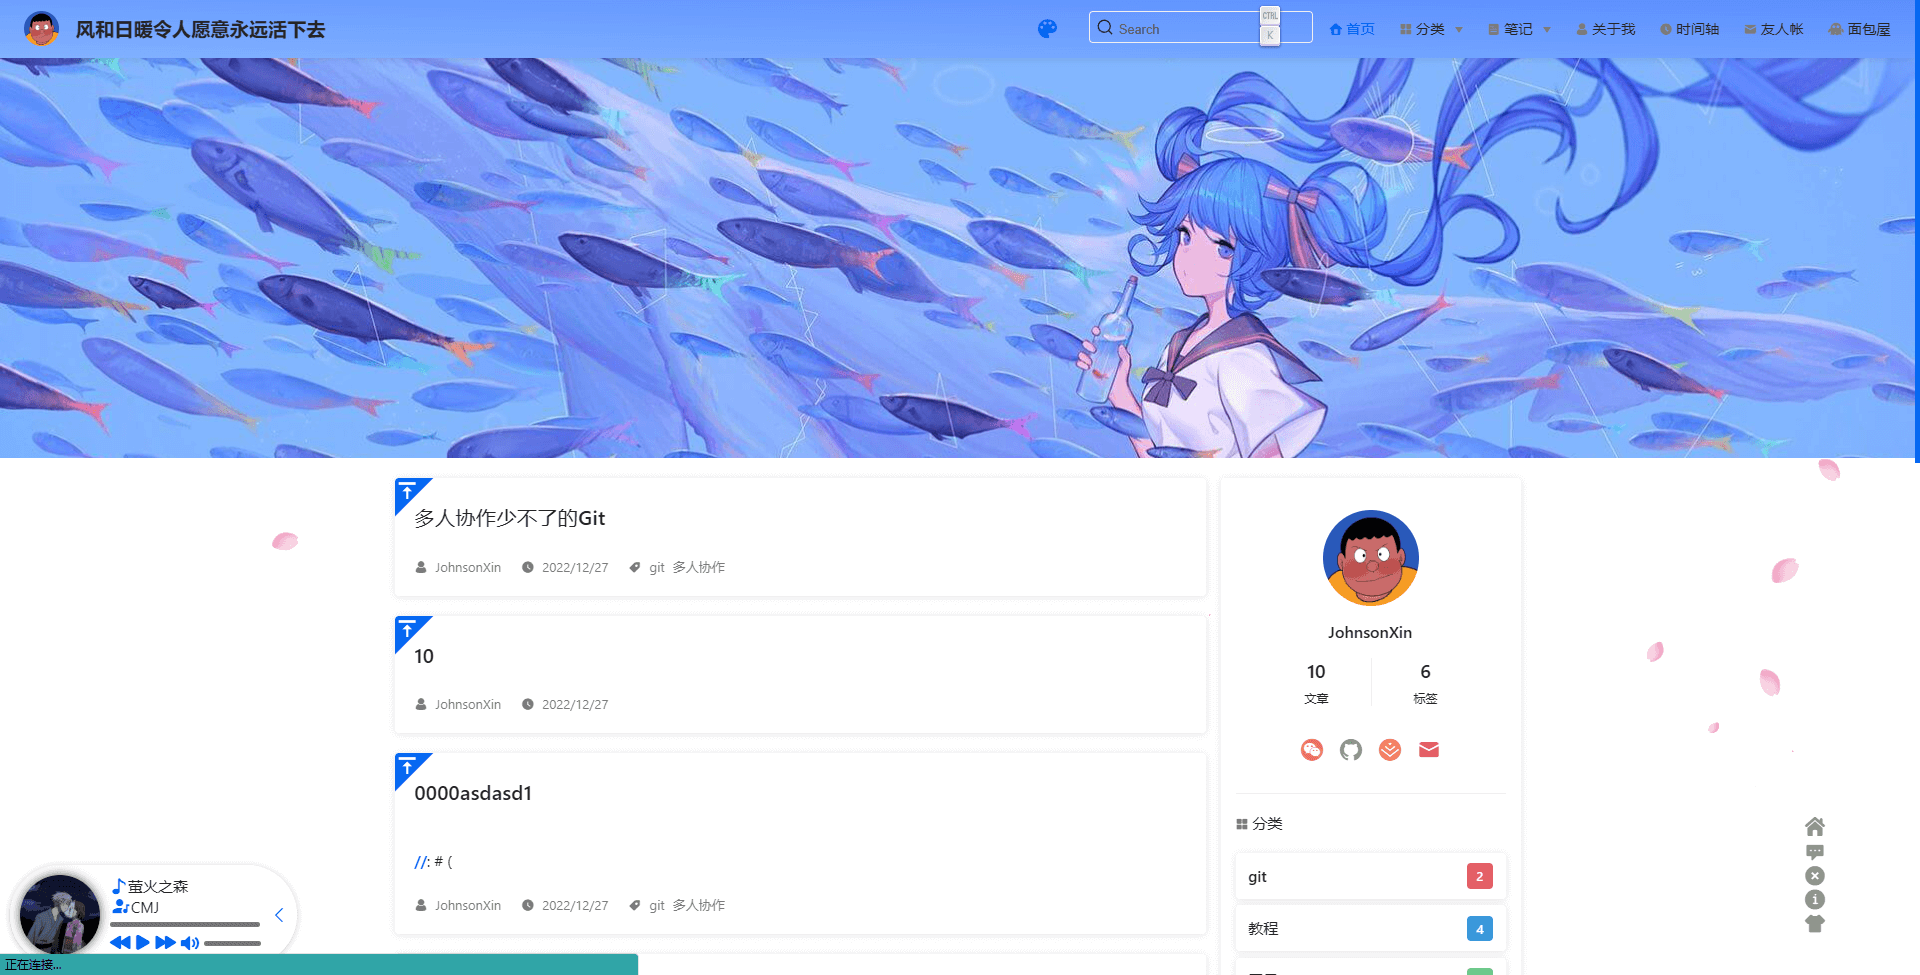 风和日暖令人愿意永远活下去
Search
CTRL
K
首页
分类
笔记
关于我
时间轴
友人帐
面包屋
多人协作少不了的Git
JohnsonXin
2022/12/27
git 多人协作
10
JohnsonXin
2022/12/27
0000asdasd1
//: # (
JohnsonXin
2022/12/27
git 多人协作
JohnsonXin
10
6
文章
标签
分类
git
2
教程
4
萤火之森
CMJ
正在连接...